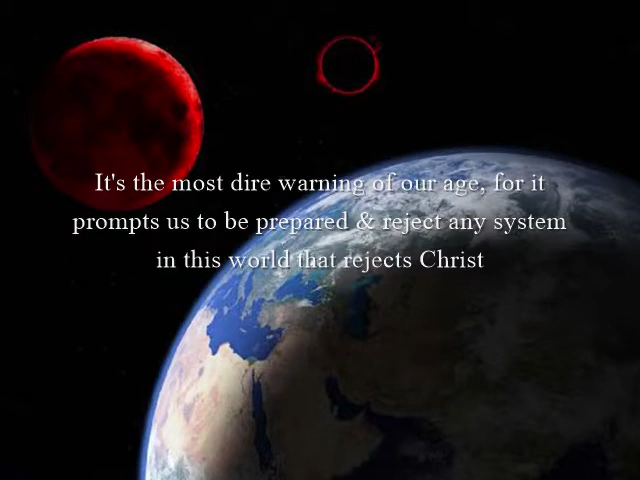 It's the most dire warning of our age, for it
prompts us to be prepared & reject any system
in this world that rejects Christ